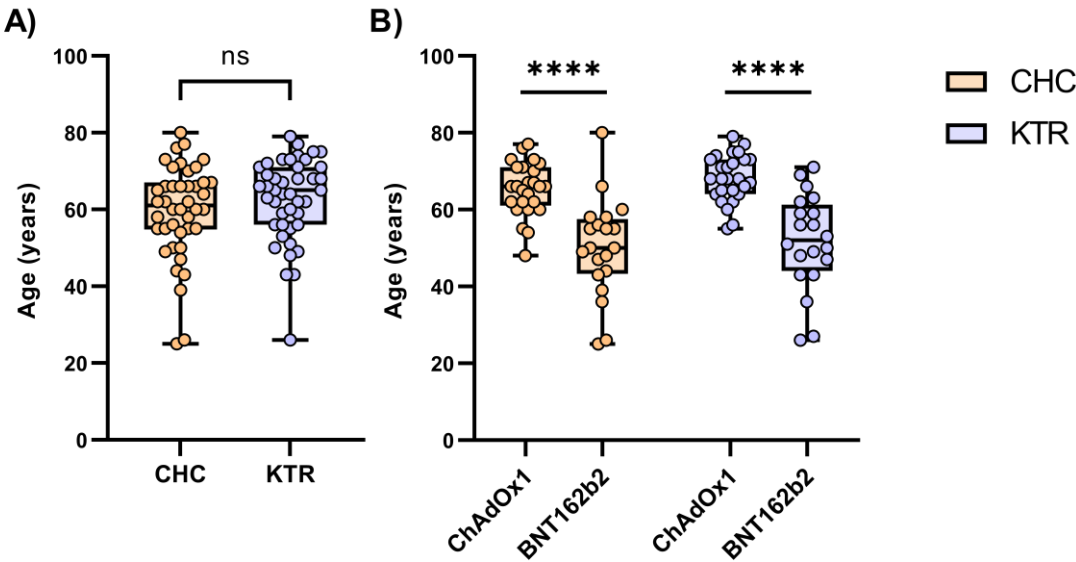 A)
B)
Age (years)
100
80
60
40
20
0
ns
CHC
KTR
Age (years)
100
80
60
40
20
0
****
****
ChAdOx1
BNT162b2
ChAdOx1
BNT162b2
CHC
KTR